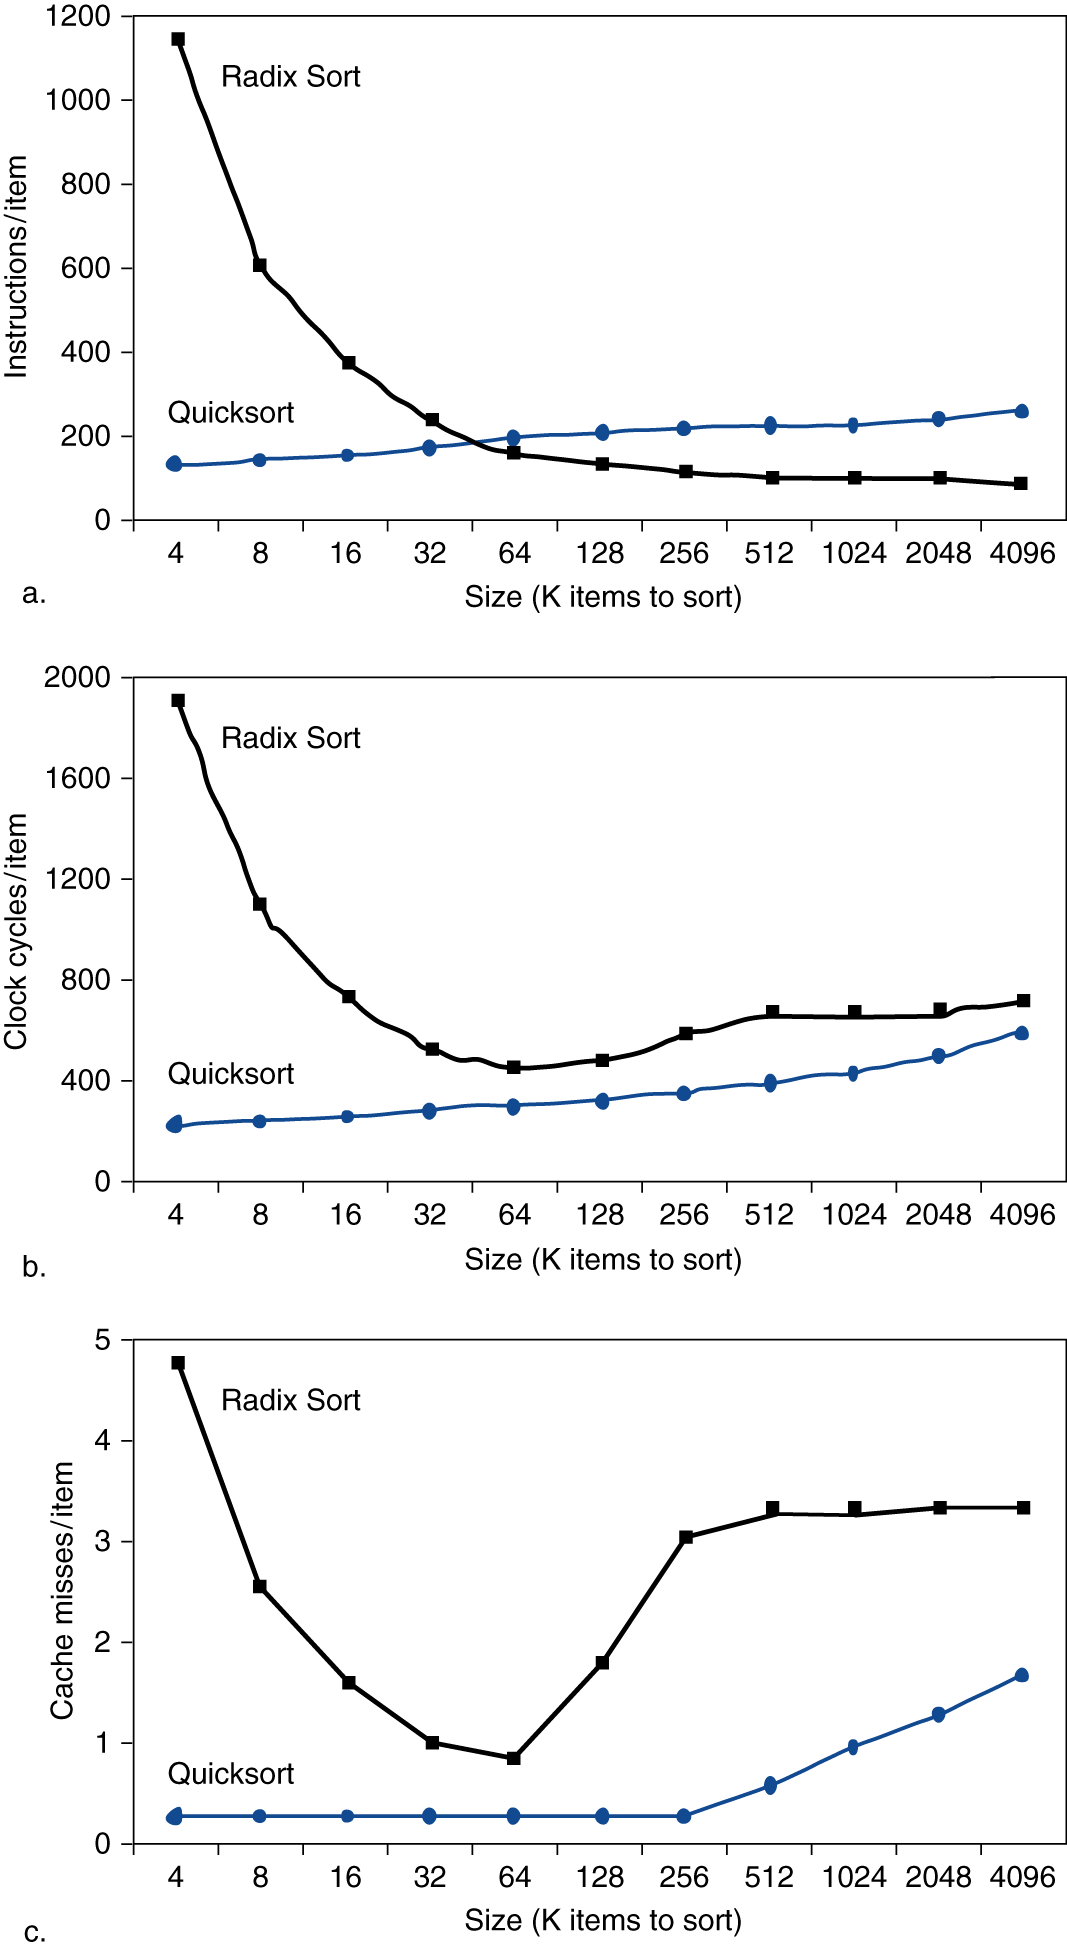 1200
Radix Sort
1000
800
600
400
Quicksort
200
0
Instructions/item
4 8 16 32 64 128 256 512 1024 2048 4096
a.
Size (K items to sort)
2000
Radix Sort
1600
1200
800
Quicksort
400
0
Clock cycles/item
4 8 16 32 64 128 256 512 1024 2048 4096
b.
Size (K items to sort)
5
Radix Sort
4
3
2
1
Quicksort
0
Cache misses/item
4 8 16 32 64 128 256 512 1024 2048 4096
c.
Size (K items to sort)